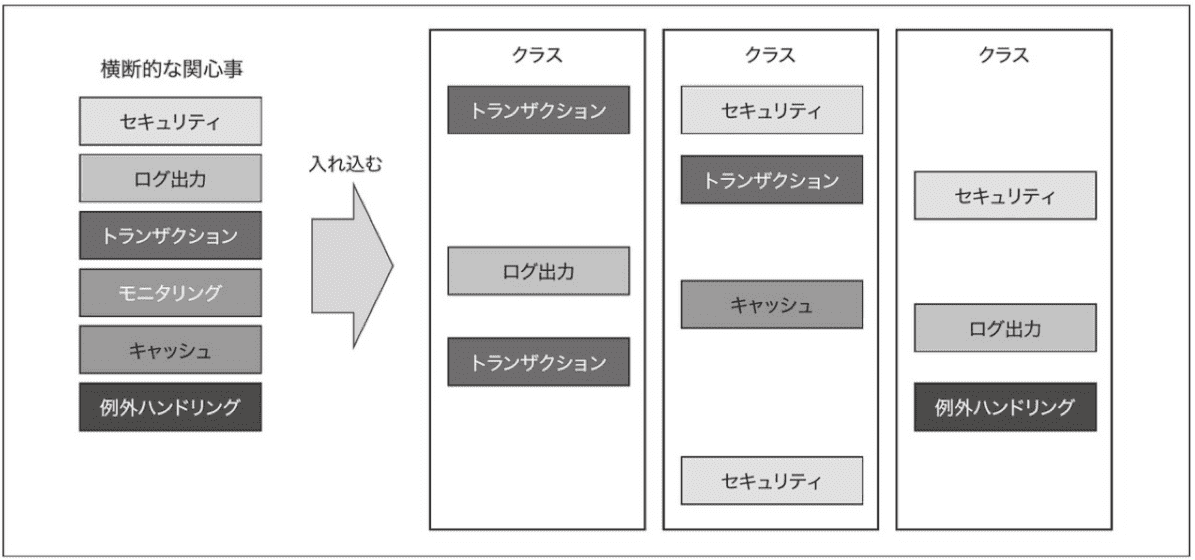 横断的な関心事
セキュリティ
ログ出力
トランザクション
モニタリング
キャッシュ
例外ハンドリング
入れ込む
クラス
トランザクション
ログ出力
トランザクション
クラス
セキュリティ
トランザクション
キャッシュ
セキュリティ
クラス
セキュリティ
ログ出力
例外ハンドリング